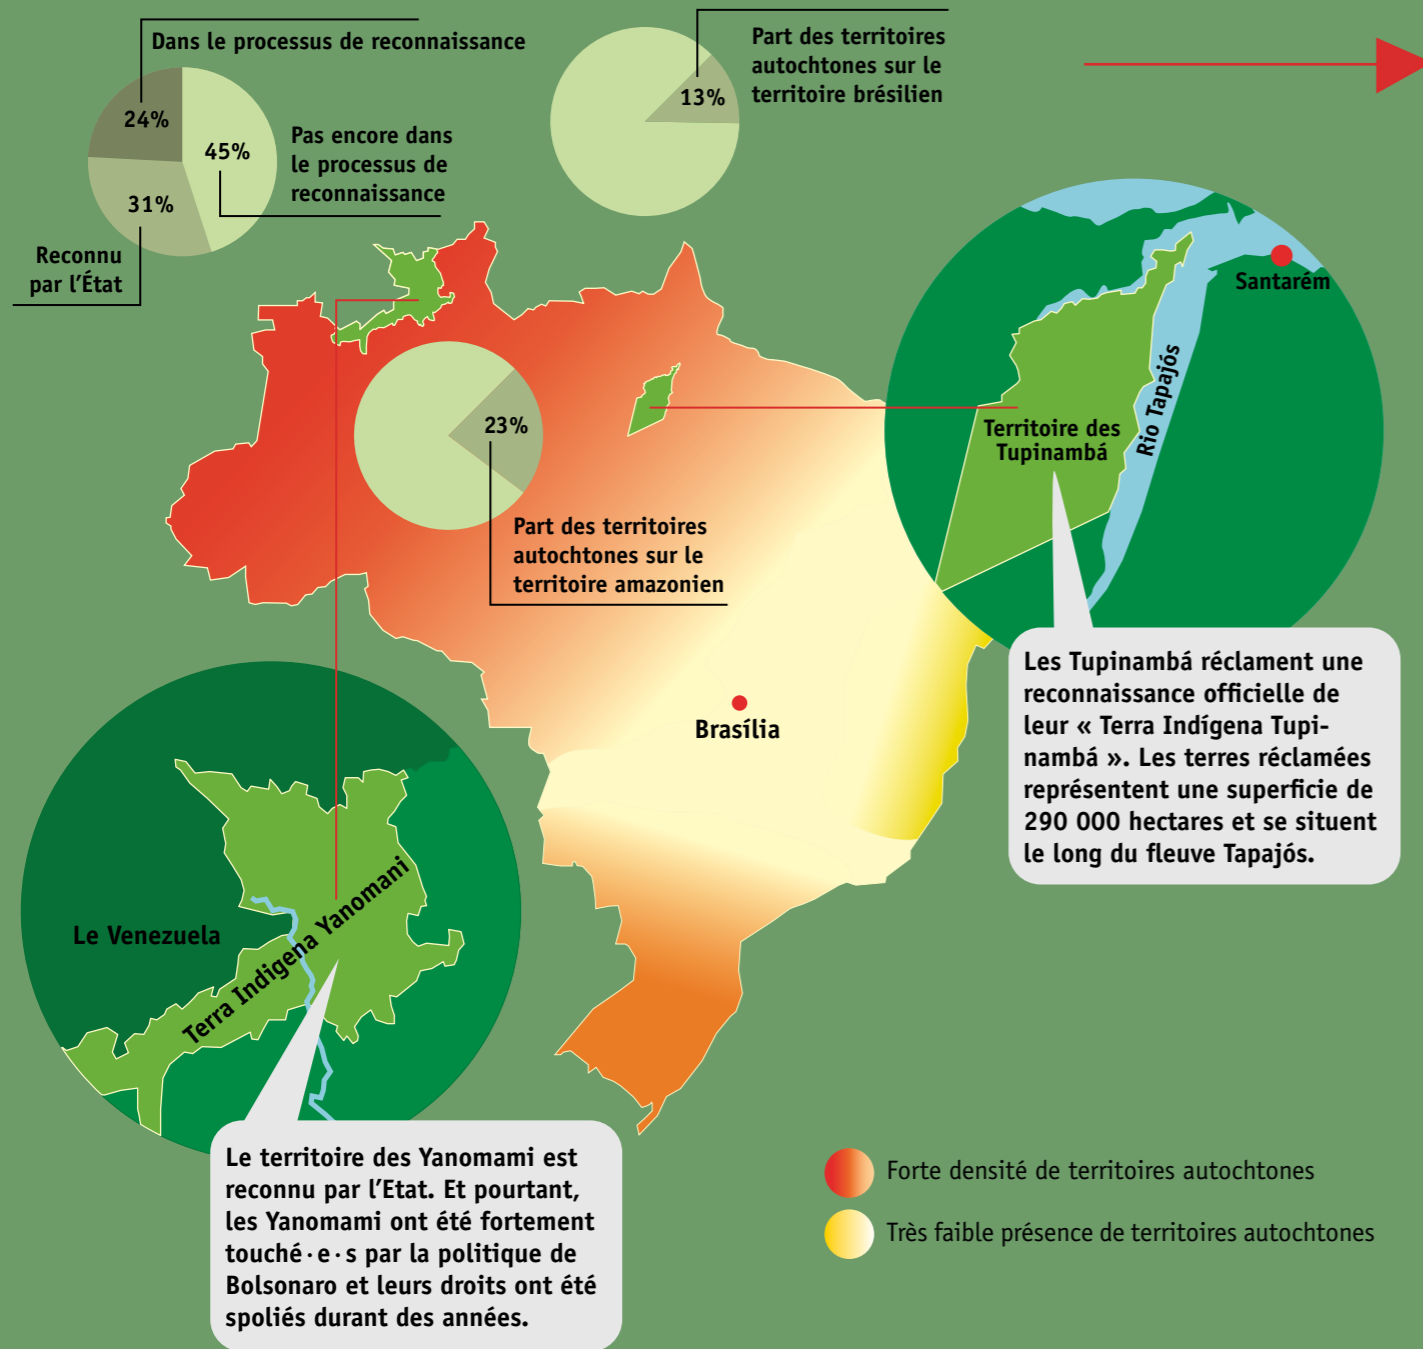 Dans le processus de reconnaissance
24%
45%
31%
Pas encore dans
le processus de
reconnaissance
Reconnu
par l'État
Part des territoires
autochtones sur le
territoire brésilien
13%
Santarém
Rio Tapajós
Territoire des
Tupinambá
23%
Part des territoires
autochtones sur le
territoire amazonien
Les Tupinambá réclament une
reconnaissance officielle de
leur « Terra Indígena Tupi-
nambá ». Les terres réclamées
représentent une superficie de
290 000 hectares et se situent
le long du fleuve Tapajós.
Brasília
Le Venezuela
Terra Indigena Yanomani
Le territoire des Yanomami est
reconnu par l'Etat. Et pourtant,
les Yanomami ont été fortement
touché·e·s par la politique de
Bolsonaro et leurs droits ont été
spoliés durant des années.
Forte densité de territoires autochtones
Très faible présence de territoires autochtones